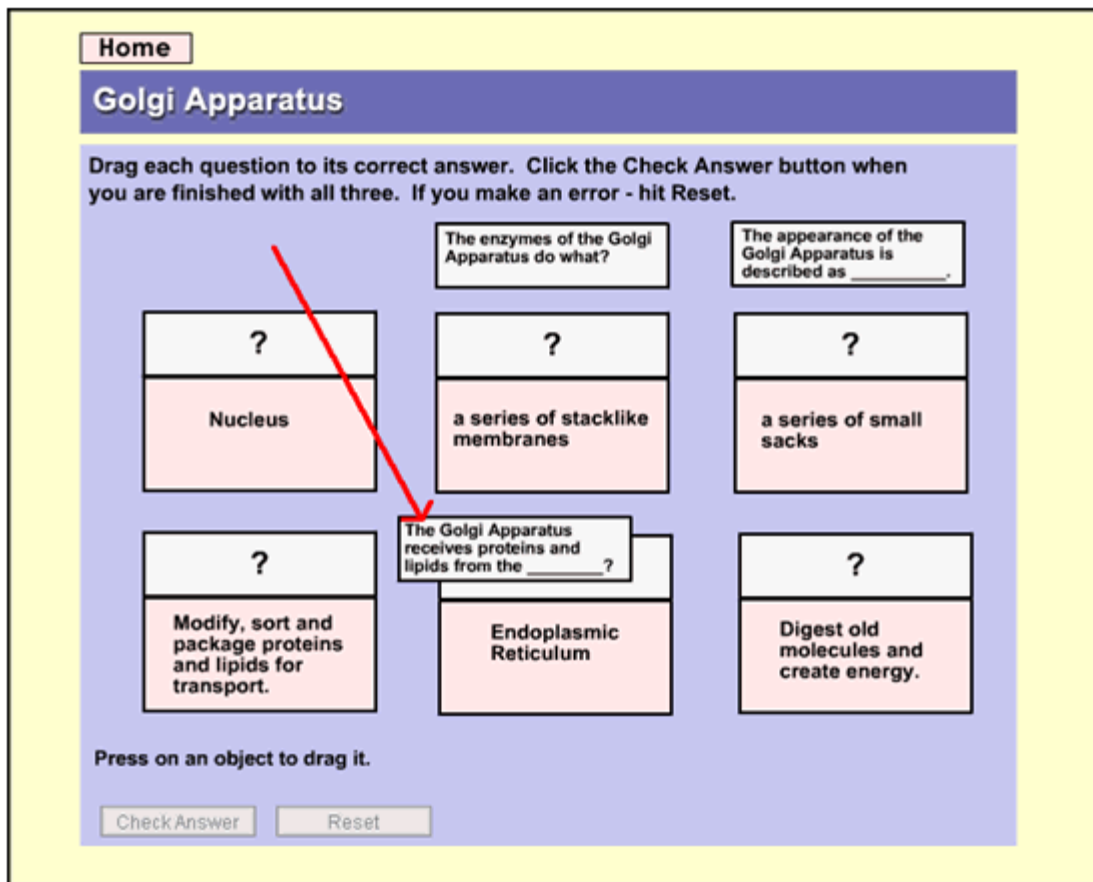 Home
Golgi Apparatus
Drag each question to its correct answer.  Click the Check Answer button when
you are finished with all three.  If you make an error - hit Reset.
The enzymes of the Golgi
Apparatus do what?
The appearance of the
Golgi Apparatus is
described as __________.
?
Nucleus
?
a series of stacklike
membranes
?
a series of small
sacks
?
Modify, sort and
package proteins
and lipids for
transport.
The Golgi Apparatus
receives proteins and
lipids from the ________?
Endoplasmic
Reticulum
?
Digest old
molecules and
create energy.
Press on an object to drag it.
Check Answer
Reset